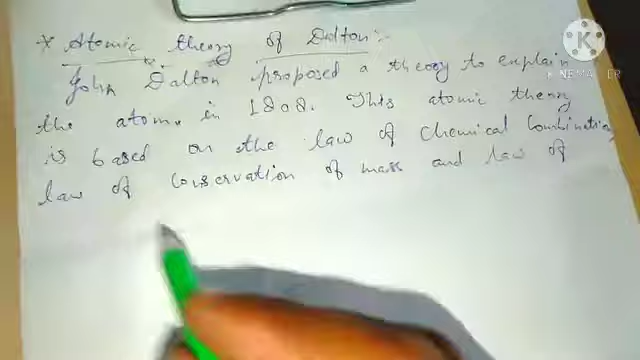 * Atomic theory of Dalton:-
John Dalton proposed a theory to explain
the atom. in 1808. This atomic theory
is based on the law of chemical combination
law of conservation of mass and law of
KINEMASTER